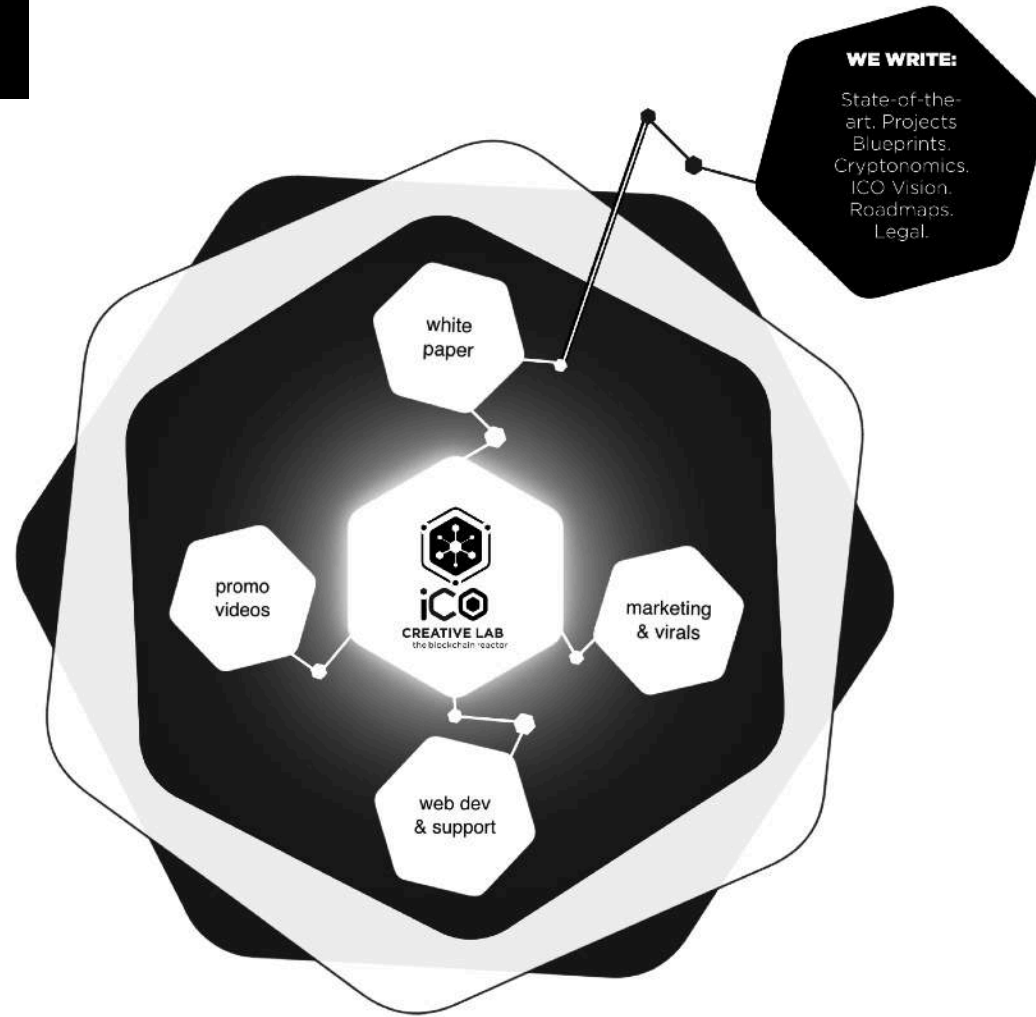 WE WRITE:
State-of-the-
art. Projects
Blueprints.
Cryptonomics.
ICO Vision.
Roadmaps.
Legal.
white
paper
promo
videos
iCO
CREATIVE LAB
the blockchain reactor
marketing
& virals
web dev
& support